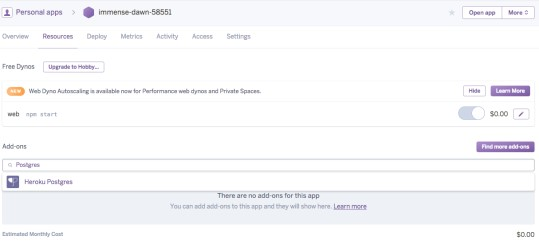 Personal apps > immense-dawn-58551
Open app More
Overview Resources Deploy Metrics Activity Access Settings
Free Dynos Upgrade to Hobby...
NEW Web Dyno Autoscaling is available now for Performance web dynos and Private Spaces. Hide Learn More
web npm start $0.00
Add-ons Find more add-ons
Postgres
Heroku Postgres
There are no add-ons for this app
You can add add-ons to this app and they will show here. Learn more
Estimated Monthly Cost $0.00